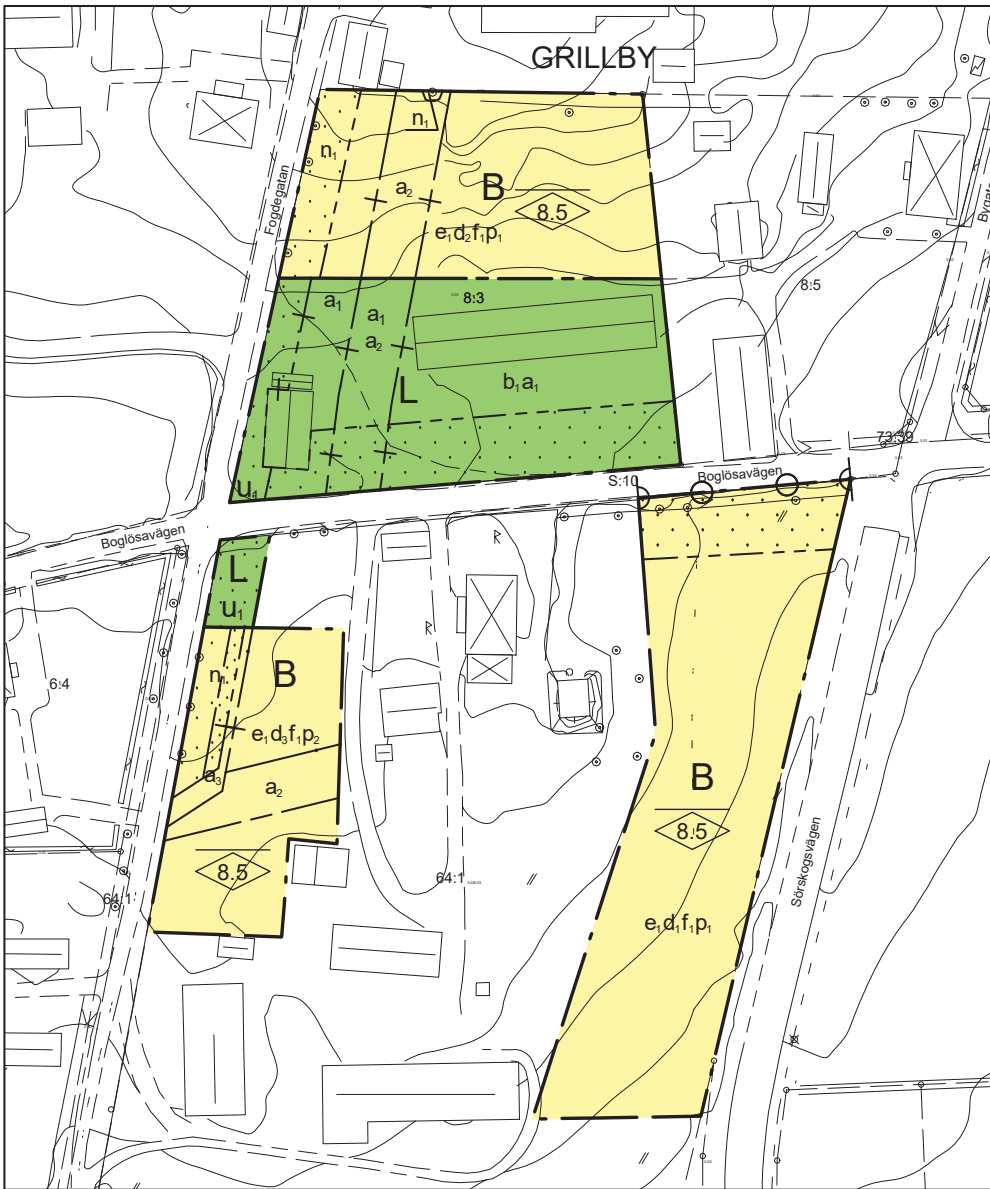 GRILLBY
n₁
n₁
Fogdegatan
a₂
B
8.5
Bygata
e₁d₂f₁p₁
8:5
8:3
a₁
a₁
a₂
b₁a₁
L
73:39
u₁
S:10
Boglösavägen
Boglösavägen
L
u₁
R
R
6:4
n₁
B
e₁d₃f₁p₂
a₃
a₂
B
8.5
8.5
64:1
64:1
Sörskogsvägen
e₁d₁f₁p₁